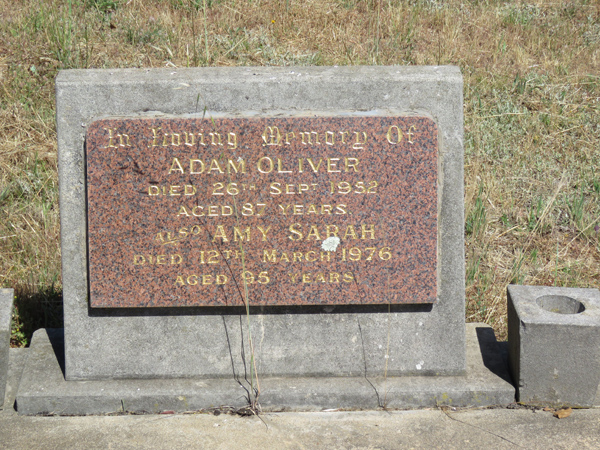 In Loving Memory Of
ADAM OLIVER
DIED 26TH SEPT 1952
AGED 87 YEARS
ALSO AMY SARAH
DIED 12TH MARCH 1976
AGED 95 YEARS